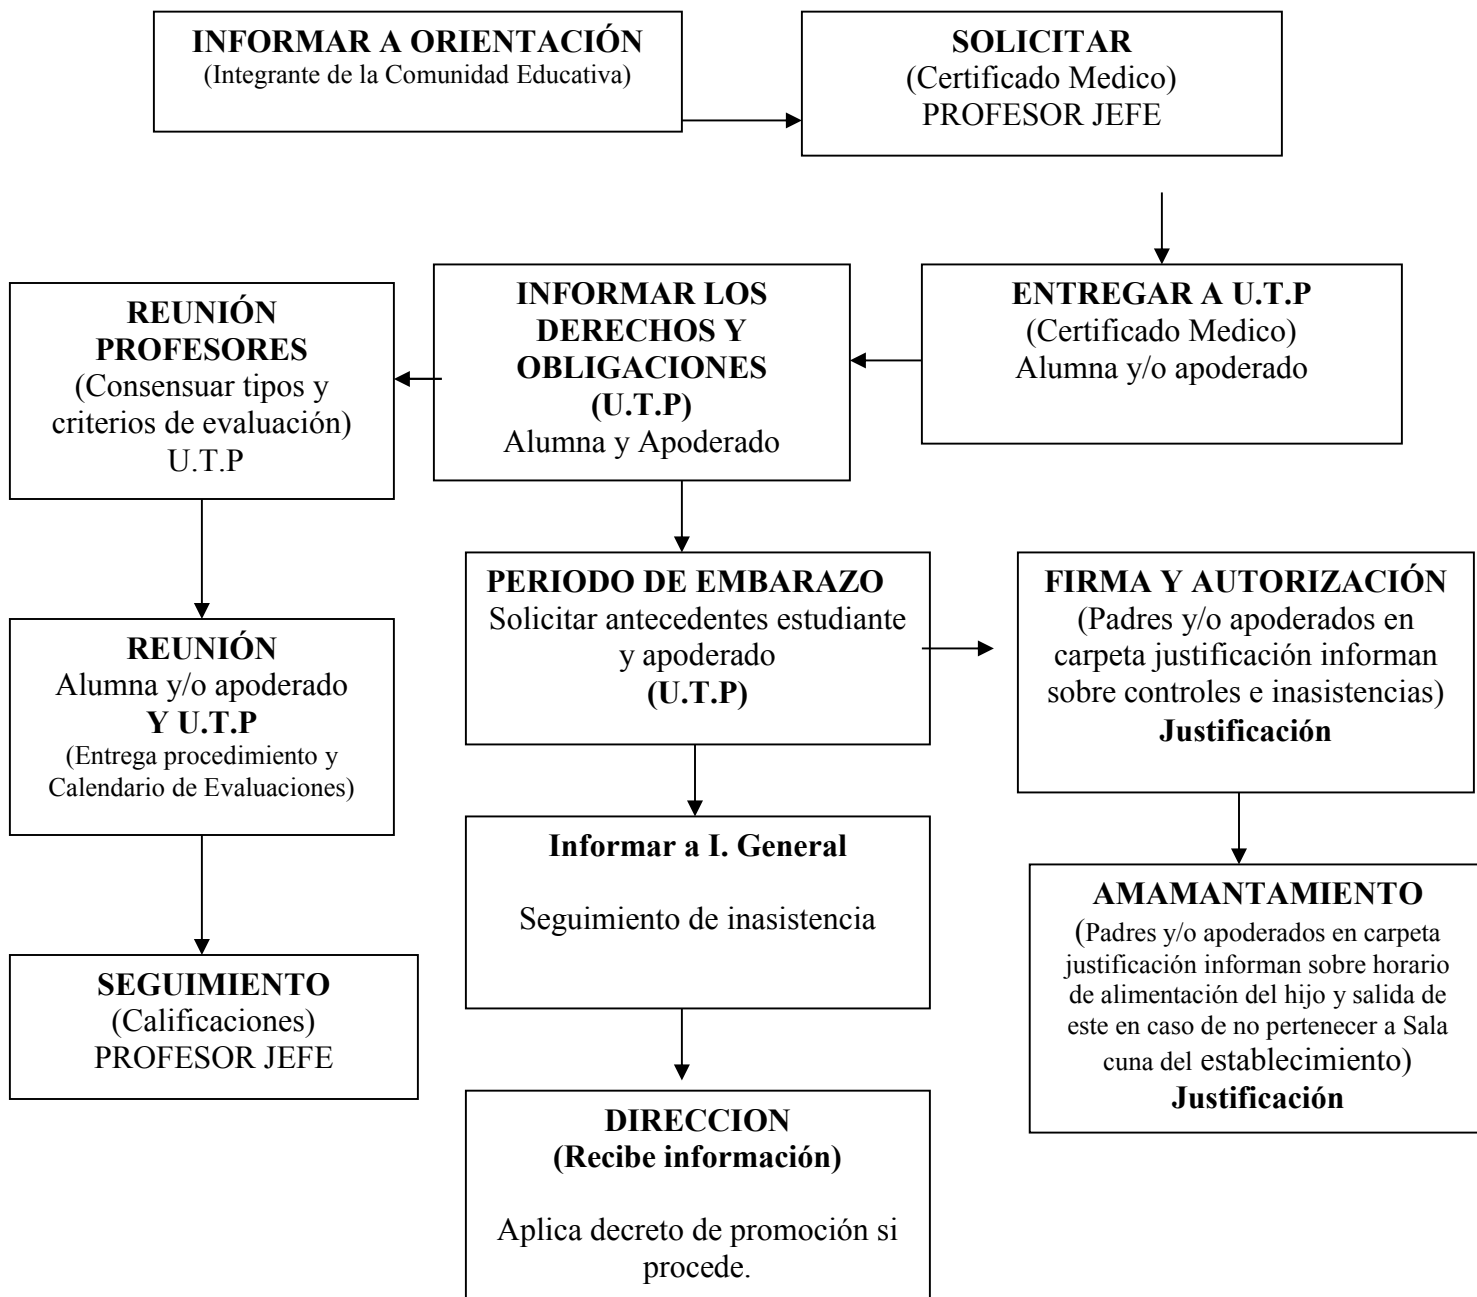 INFORMAR A ORIENTACIÓN
(Integrante de la Comunidad Educativa)
SOLICITAR
(Certificado Medico)
PROFESOR JEFE
ENTREGAR A U.T.P
(Certificado Medico)
Alumna y/o apoderado
INFORMAR LOS
DERECHOS Y
OBLIGACIONES
(U.T.P)
Alumna y Apoderado
REUNIÓN
PROFESORES
(Consensuar tipos y
criterios de evaluación)
U.T.P
REUNIÓN
Alumna y/o apoderado
Y U.T.P
(Entrega procedimiento y
Calendario de Evaluaciones)
SEGUIMIENTO
(Calificaciones)
PROFESOR JEFE
PERIODO DE EMBARAZO
Solicitar antecedentes estudiante
y apoderado
(U.T.P)
Informar a I. General
Seguimiento de inasistencia
DIRECCION
(Recibe información)
Aplica decreto de promoción si
procede.
FIRMA Y AUTORIZACIÓN
(Padres y/o apoderados en
carpeta justificación informan
sobre controles e inasistencias)
Justificación
AMAMANTAMIENTO
(Padres y/o apoderados en carpeta
justificación informan sobre horario
de alimentación del hijo y salida de
este en caso de no pertenecer a Sala
cuna del establecimiento)
Justificación